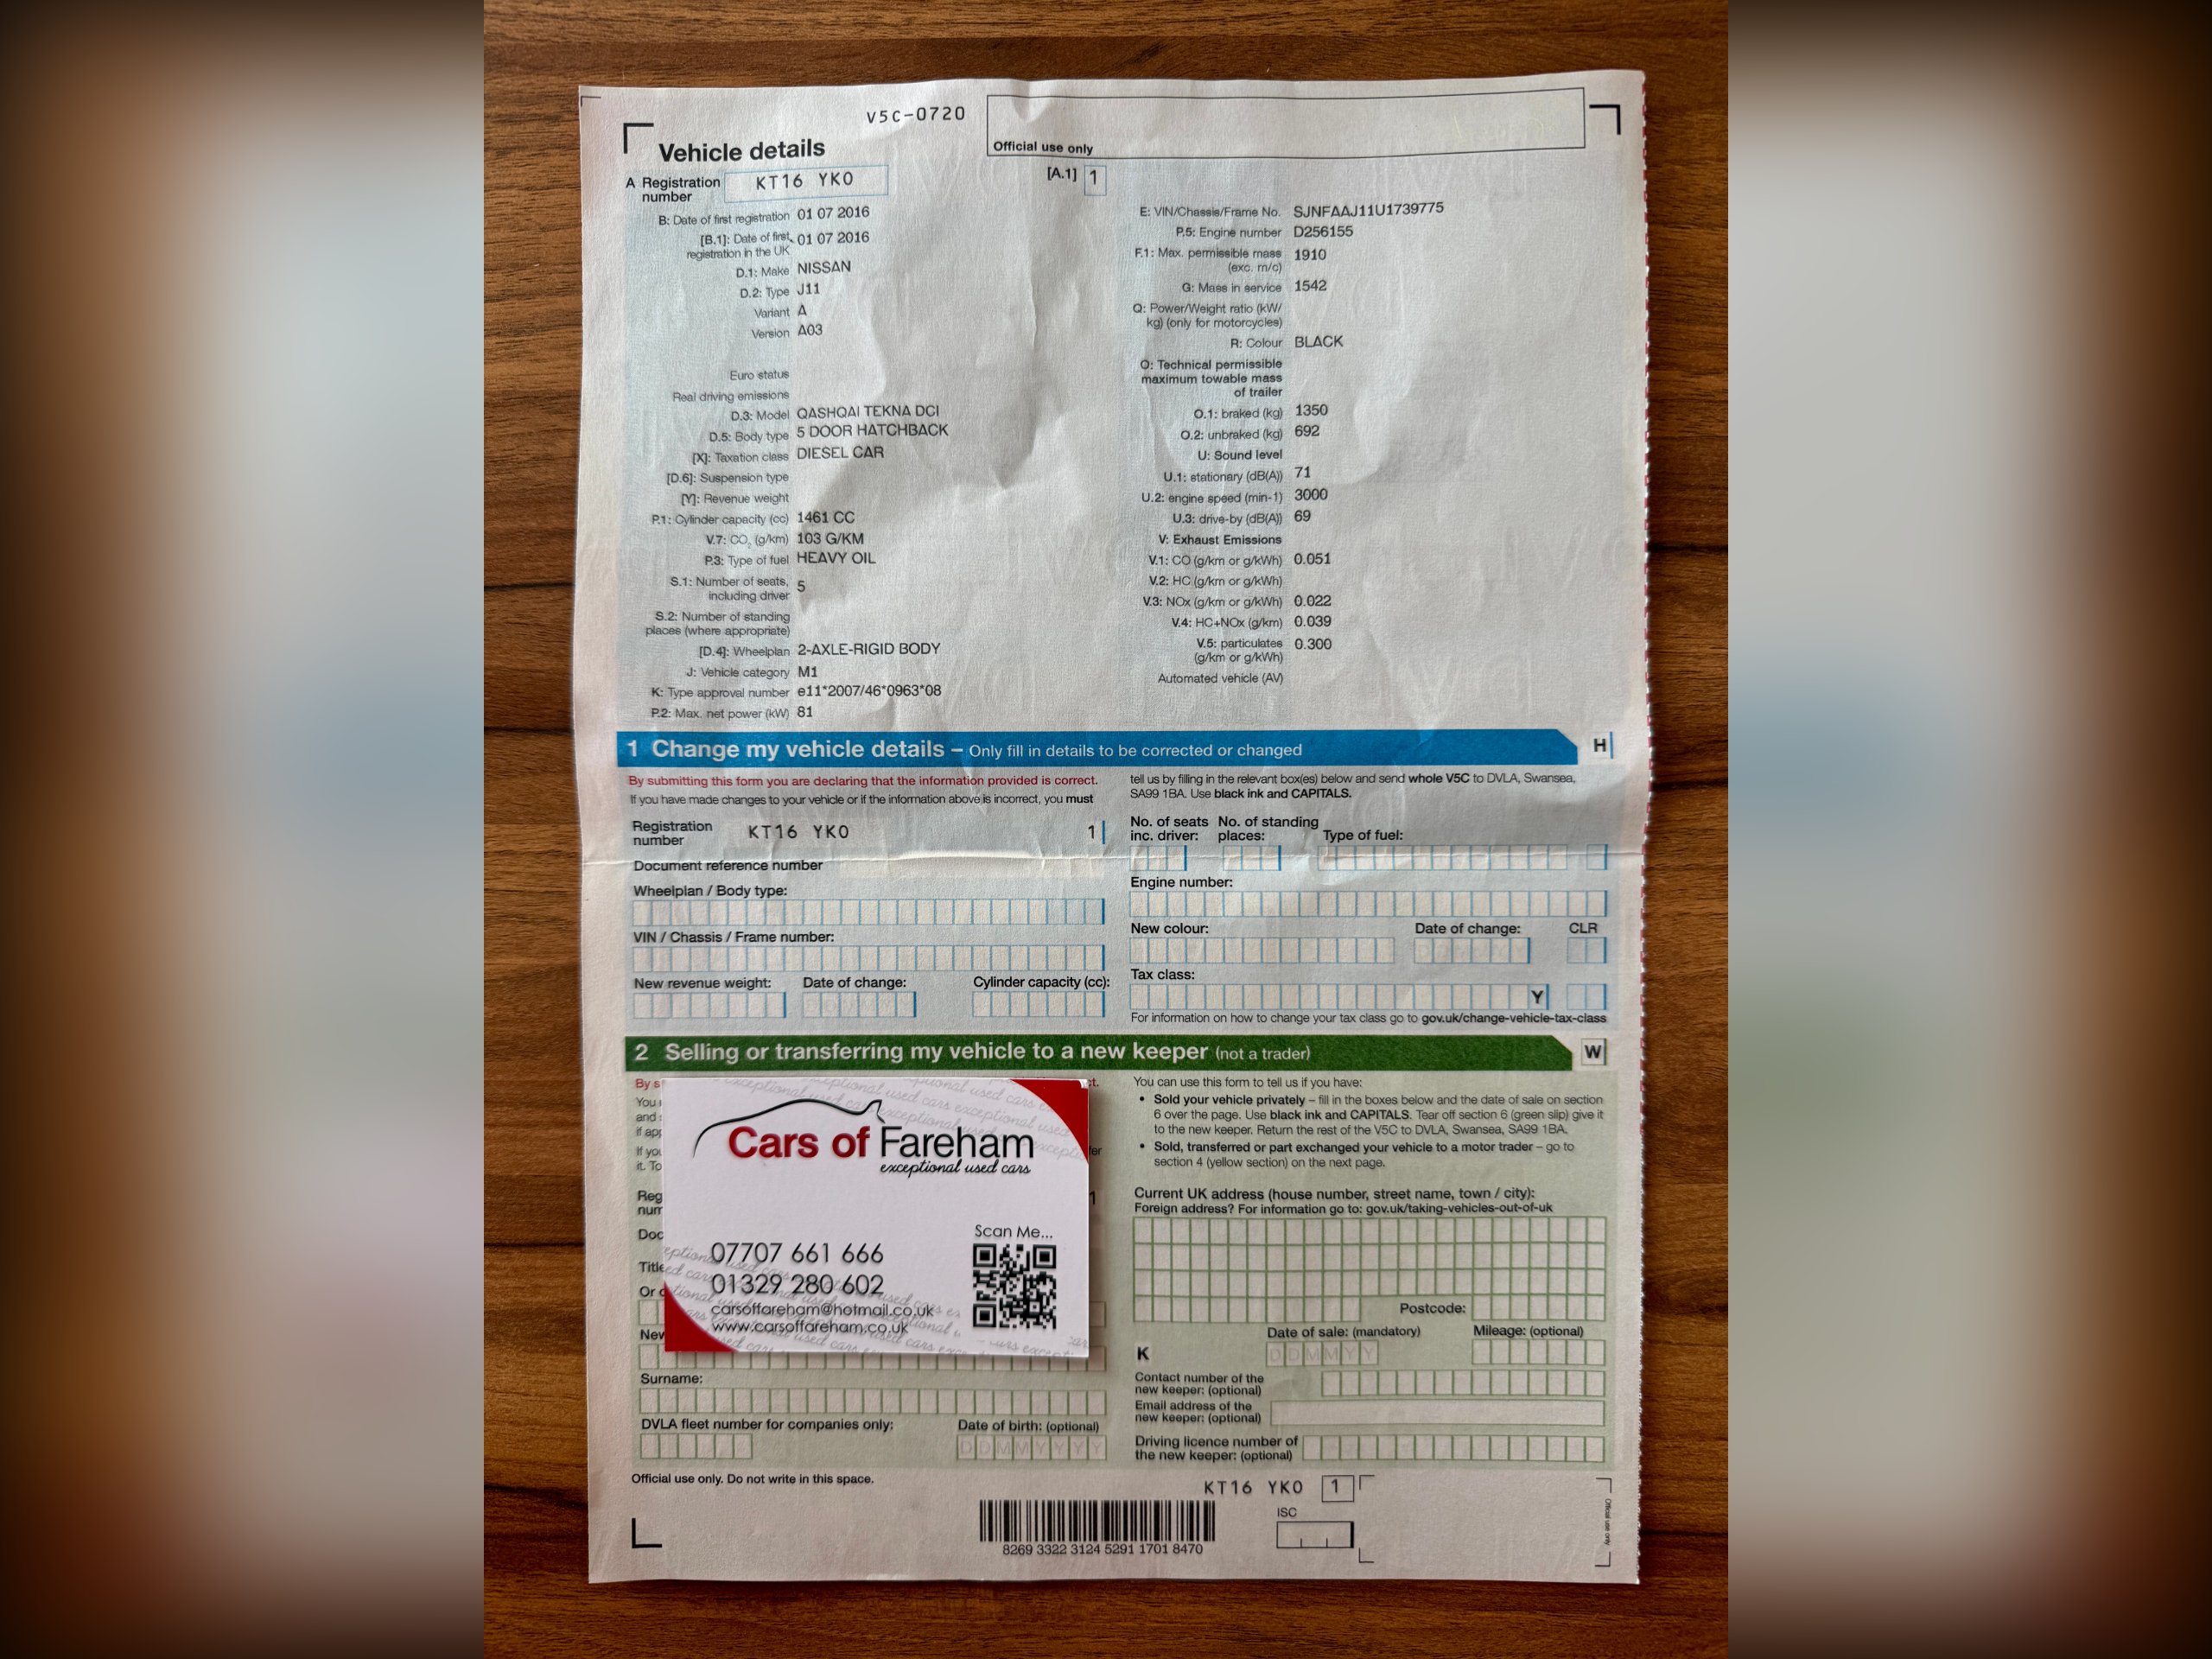 V5C-0720
Official use only
Vehicle details
A Registration number KT16 YKO
[A.1] 1
B: Date of first registration 01 07 2016
[B.1]: Date of first registration in the UK 01 07 2016
D.1: Make NISSAN
D.2: Type J11
Variant A
Version A03
Euro status
Real driving emissions
D.3: Model QASHQAI TEKNA DCI
D.5: Body type 5 DOOR HATCHBACK
[X]: Taxation class DIESEL CAR
[D.6]: Suspension type
[Y]: Revenue weight
P.1: Cylinder capacity (cc) 1461 CC
V.7: CO2 (g/km) 103 G/KM
P.3: Type of fuel HEAVY OIL
S.1: Number of seats, including driver 5
S.2: Number of standing places (where appropriate)
[D.4]: Wheelplan 2-AXLE-RIGID BODY
J: Vehicle category M1
K: Type approval number e11*2007/46*0963*08
P.2: Max. net power (kW) 81
E: VIN/Chassis/Frame No. SJNFAAJ11U1739775
P.5: Engine number D256155
F.1: Max. permissible mass (exc. m/c) 1910
G: Mass in service 1542
Q: Power/Weight ratio (kW/kg) (only for motorcycles)
R: Colour BLACK
O: Technical permissible maximum towable mass of trailer
O.1: braked (kg) 1350
O.2: unbraked (kg) 692
U: Sound level
U.1: stationary (dB(A)) 71
U.2: engine speed (min-1) 3000
U.3: drive-by (dB(A)) 69
V: Exhaust Emissions
V.1: CO (g/km or g/kWh) 0.051
V.2: HC (g/km or g/kWh)
V.3: NOx (g/km or g/kWh) 0.022
V.4: HC+NOx (g/km) 0.039
V.5: particulates (g/km or g/kWh) 0.300
Automated vehicle (AV)
1 Change my vehicle details – Only fill in details to be corrected or changed H
By submitting this form you are declaring that the information provided is correct.
If you have made changes to your vehicle or if the information above is incorrect, you must
tell us by filling in the relevant box(es) below and send whole V5C to DVLA, Swansea,
SA99 1BA. Use black ink and CAPITALS.
Registration number KT16 YKO 1
Document reference number
Wheelplan / Body type:
VIN / Chassis / Frame number:
New revenue weight: Date of change: Cylinder capacity (cc):
No. of seats inc. driver: No. of standing places: Type of fuel:
Engine number:
New colour: Date of change: CLR
Tax class:
Y
For information on how to change your tax class go to gov.uk/change-vehicle-tax-class
2 Selling or transferring my vehicle to a new keeper (not a trader) W
By s
You
and
if app
If you
it. To
Reg
num
Doc
Title
Or c
New
Cars of Fareham
exceptional used cars
Scan Me...
07707 661 666
01329 280 602
carsoffareham@hotmail.co.uk
www.carsoffareham.co.uk
Surname:
DVLA fleet number for companies only: Date of birth: (optional)
DDMMYYYY
You can use this form to tell us if you have:
• Sold your vehicle privately – fill in the boxes below and the date of sale on section
6 over the page. Use black ink and CAPITALS. Tear off section 6 (green slip) give it
to the new keeper. Return the rest of the V5C to DVLA, Swansea, SA99 1BA.
• Sold, transferred or part exchanged your vehicle to a motor trader – go to
section 4 (yellow section) on the next page.
Current UK address (house number, street name, town / city):
Foreign address? For information go to: gov.uk/taking-vehicles-out-of-uk
Postcode:
Date of sale: (mandatory) Mileage: (optional)
K DDMMYY
Contact number of the
new keeper: (optional)
Email address of the
new keeper: (optional)
Driving licence number of
the new keeper: (optional)
Official use only. Do not write in this space.
KT16 YKO 1
ISC
8269 3322 3124 5291 1701 8470
Official use only